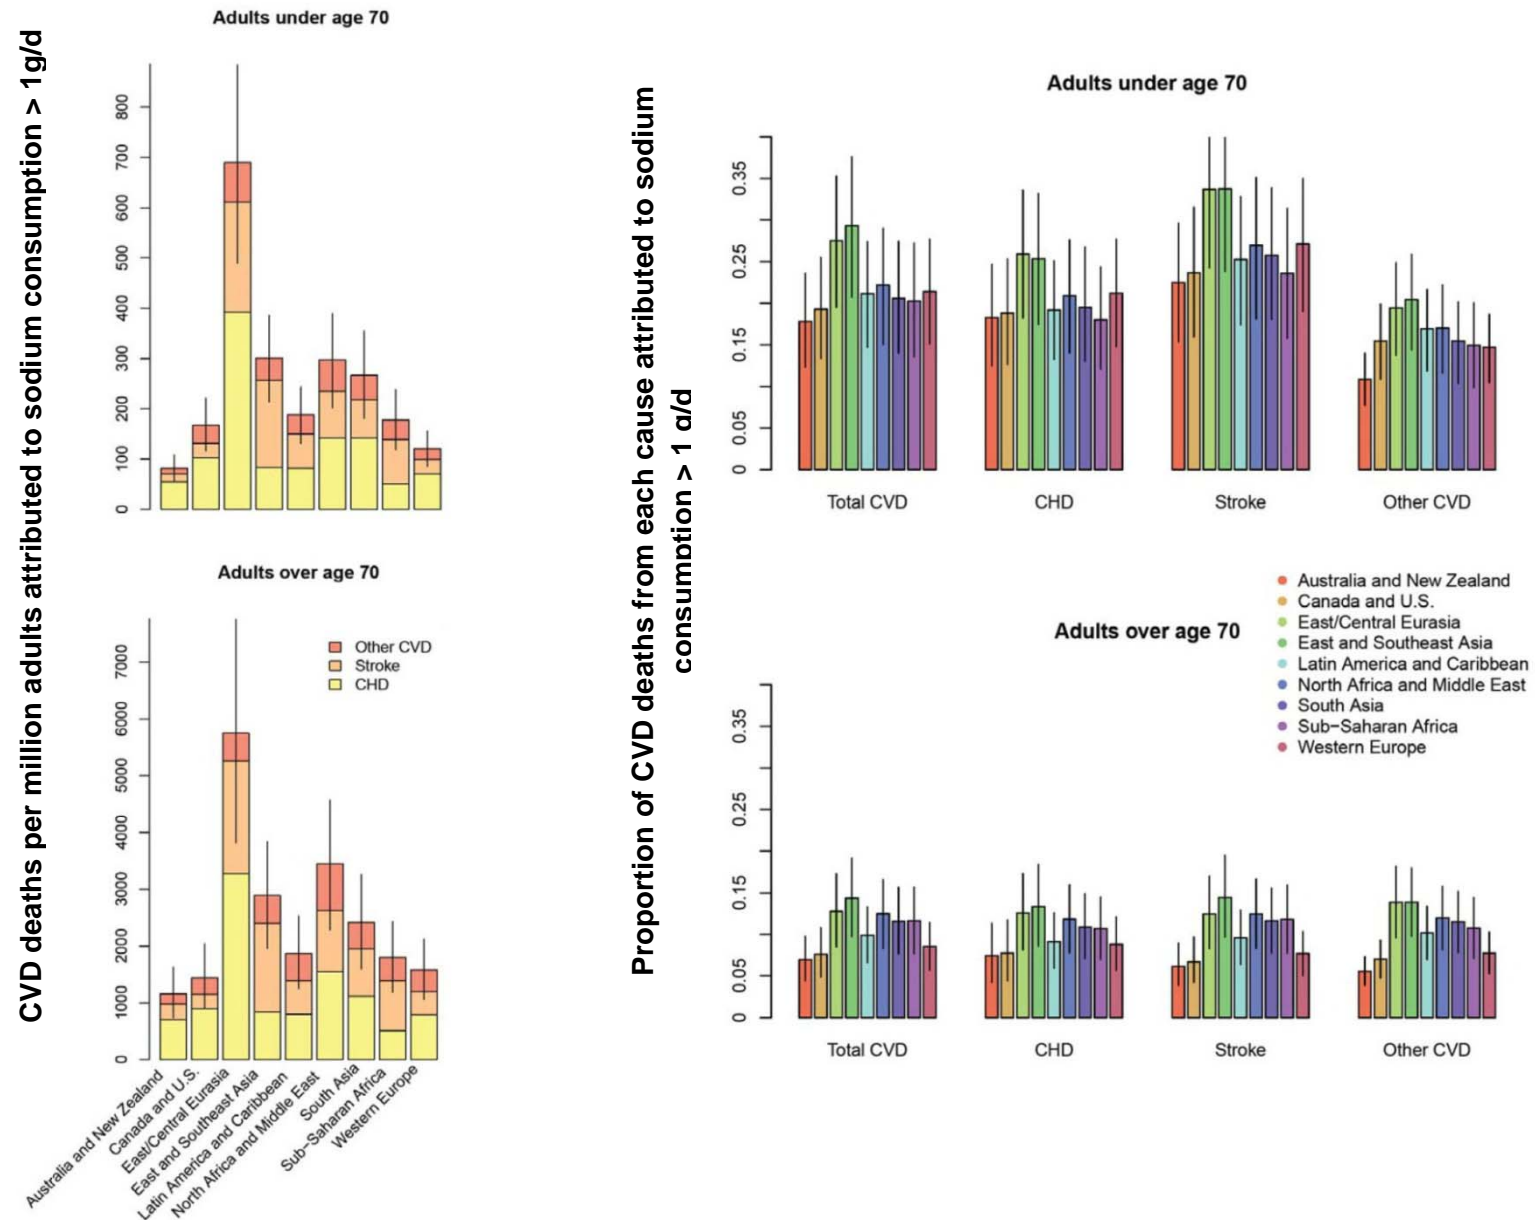 CVD deaths per million adults attributed to sodium consumption > 1g/d
Adults under age 70
800
700
600
500
400
300
200
100
0
Adults over age 70
7000
6000
5000
4000
3000
2000
1000
0
Other CVD
Stroke
CHD
Australia and New Zealand
Canada and U.S.
East/Central Eurasia
East and Southeast Asia
Latin America and Caribbean
North Africa and Middle East
South Asia
Sub−Saharan Africa
Western Europe
Proportion of CVD deaths from each cause attributed to sodium
consumption > 1 g/d
Adults under age 70
0.35
0.25
0.15
0.05
0
Total CVD
CHD
Stroke
Other CVD
Australia and New Zealand
Canada and U.S.
East/Central Eurasia
East and Southeast Asia
Latin America and Caribbean
North Africa and Middle East
South Asia
Sub−Saharan Africa
Western Europe
Adults over age 70
0.35
0.25
0.15
0.05
0
Total CVD
CHD
Stroke
Other CVD